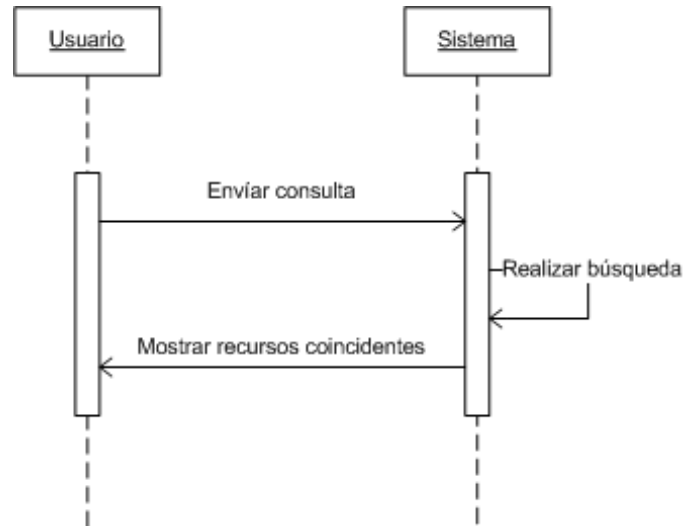 Usuario
Sistema
Envíar consulta
Realizar búsqueda
Mostrar recursos coincidentes